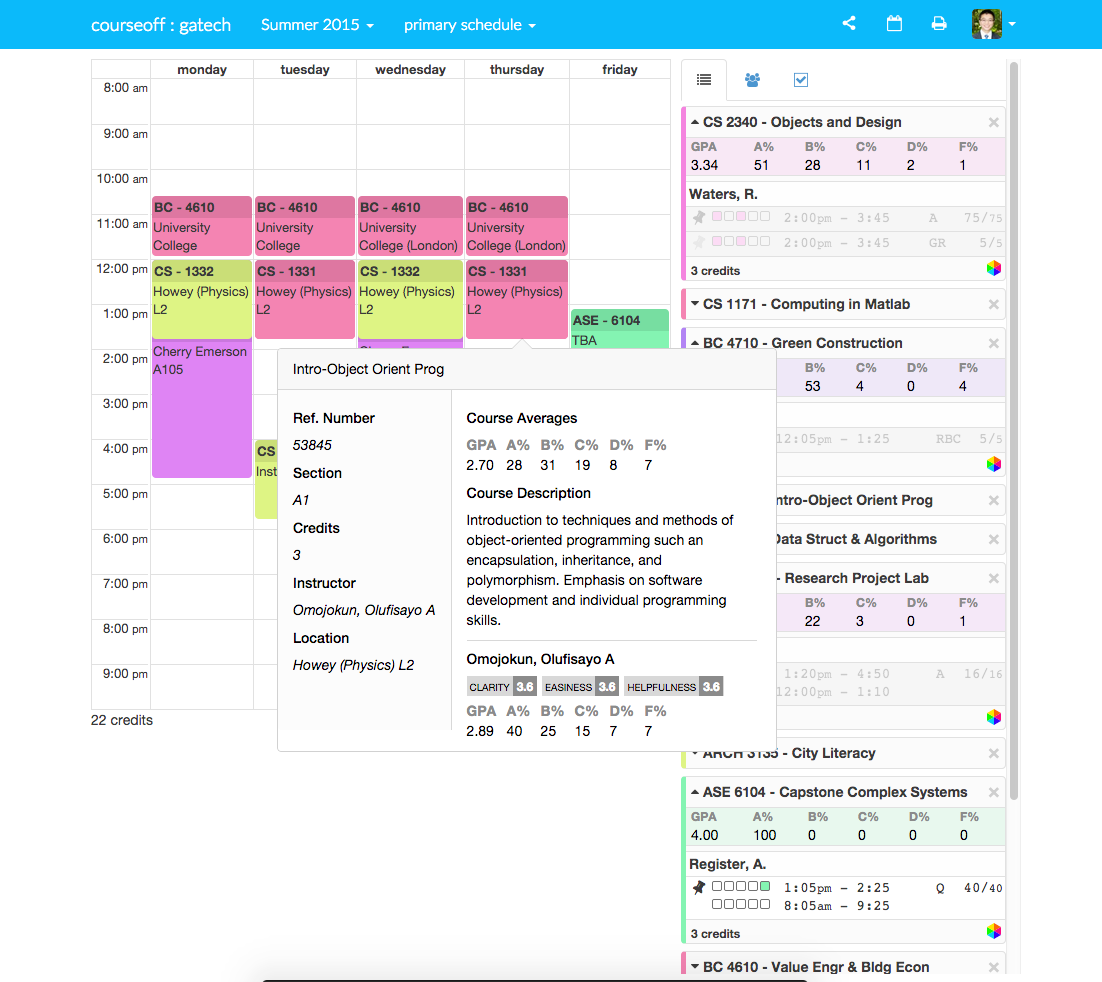 courseoff : gatech Summer 2015 primary schedule
monday tuesday wednesday thursday friday
8:00 am
9:00 am
10:00 am
11:00 am
12:00 pm
1:00 pm
2:00 pm
3:00 pm
4:00 pm
5:00 pm
6:00 pm
7:00 pm
8:00 pm
9:00 pm
22 credits
BC - 4610
University
College
CS - 1332
Howey (Physics)
L2
Cherry Emerson
A105
BC - 4610
University
College
CS - 1331
Howey (Physics)
L2
CS
Inst
BC - 4610
University
College (London)
CS - 1332
Howey (Physics)
L2
BC - 4610
University
College (London)
CS - 1331
Howey (Physics)
L2
ASE - 6104
TBA
Intro-Object Orient Prog
Ref. Number
53845
Section
A1
Credits
3
Instructor
Omojokun, Olufisayo A
Location
Howey (Physics) L2
Course Averages
GPA A% B% C% D% F%
2.70 28 31 19 8 7
Course Description
Introduction to techniques and methods of
object-oriented programming such an
encapsulation, inheritance, and
polymorphism. Emphasis on software
development and individual programming
skills.
Omojokun, Olufisayo A
CLARITY 3.6 EASINESS 3.6 HELPFULNESS 3.6
GPA A% B% C% D% F%
2.89 40 25 15 7 7
CS 2340 - Objects and Design
GPA A% B% C% D% F%
3.34 51 28 11 2 1
Waters, R.
2:00pm - 3:45 A 75/75
2:00pm - 3:45 GR 5/5
3 credits
CS 1171 - Computing in Matlab
BC 4710 - Green Construction
B% C% D% F%
53 4 0 4
12:05pm - 1:25 RBC 5/5
ntro-Object Orient Prog
Data Struct & Algorithms
- Research Project Lab
B% C% D% F%
22 3 0 1
1:20pm - 4:50 A 16/16
12:00pm - 1:10
ARCH 3135 - City Literacy
ASE 6104 - Capstone Complex Systems
GPA A% B% C% D% F%
4.00 100 0 0 0 0
Register, A.
1:05pm - 2:25 Q 40/40
8:05am - 9:25
3 credits
BC 4610 - Value Engr & Bldg Econ